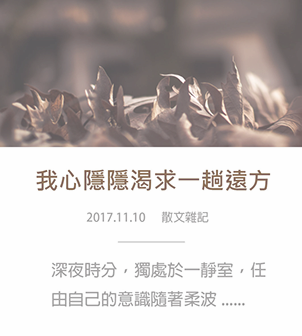 我心隱隱渴求一趟遠方
2017.11.10 散文雜記
深夜時分，獨處於一靜室，任
由自己的意識隨著柔波 ......